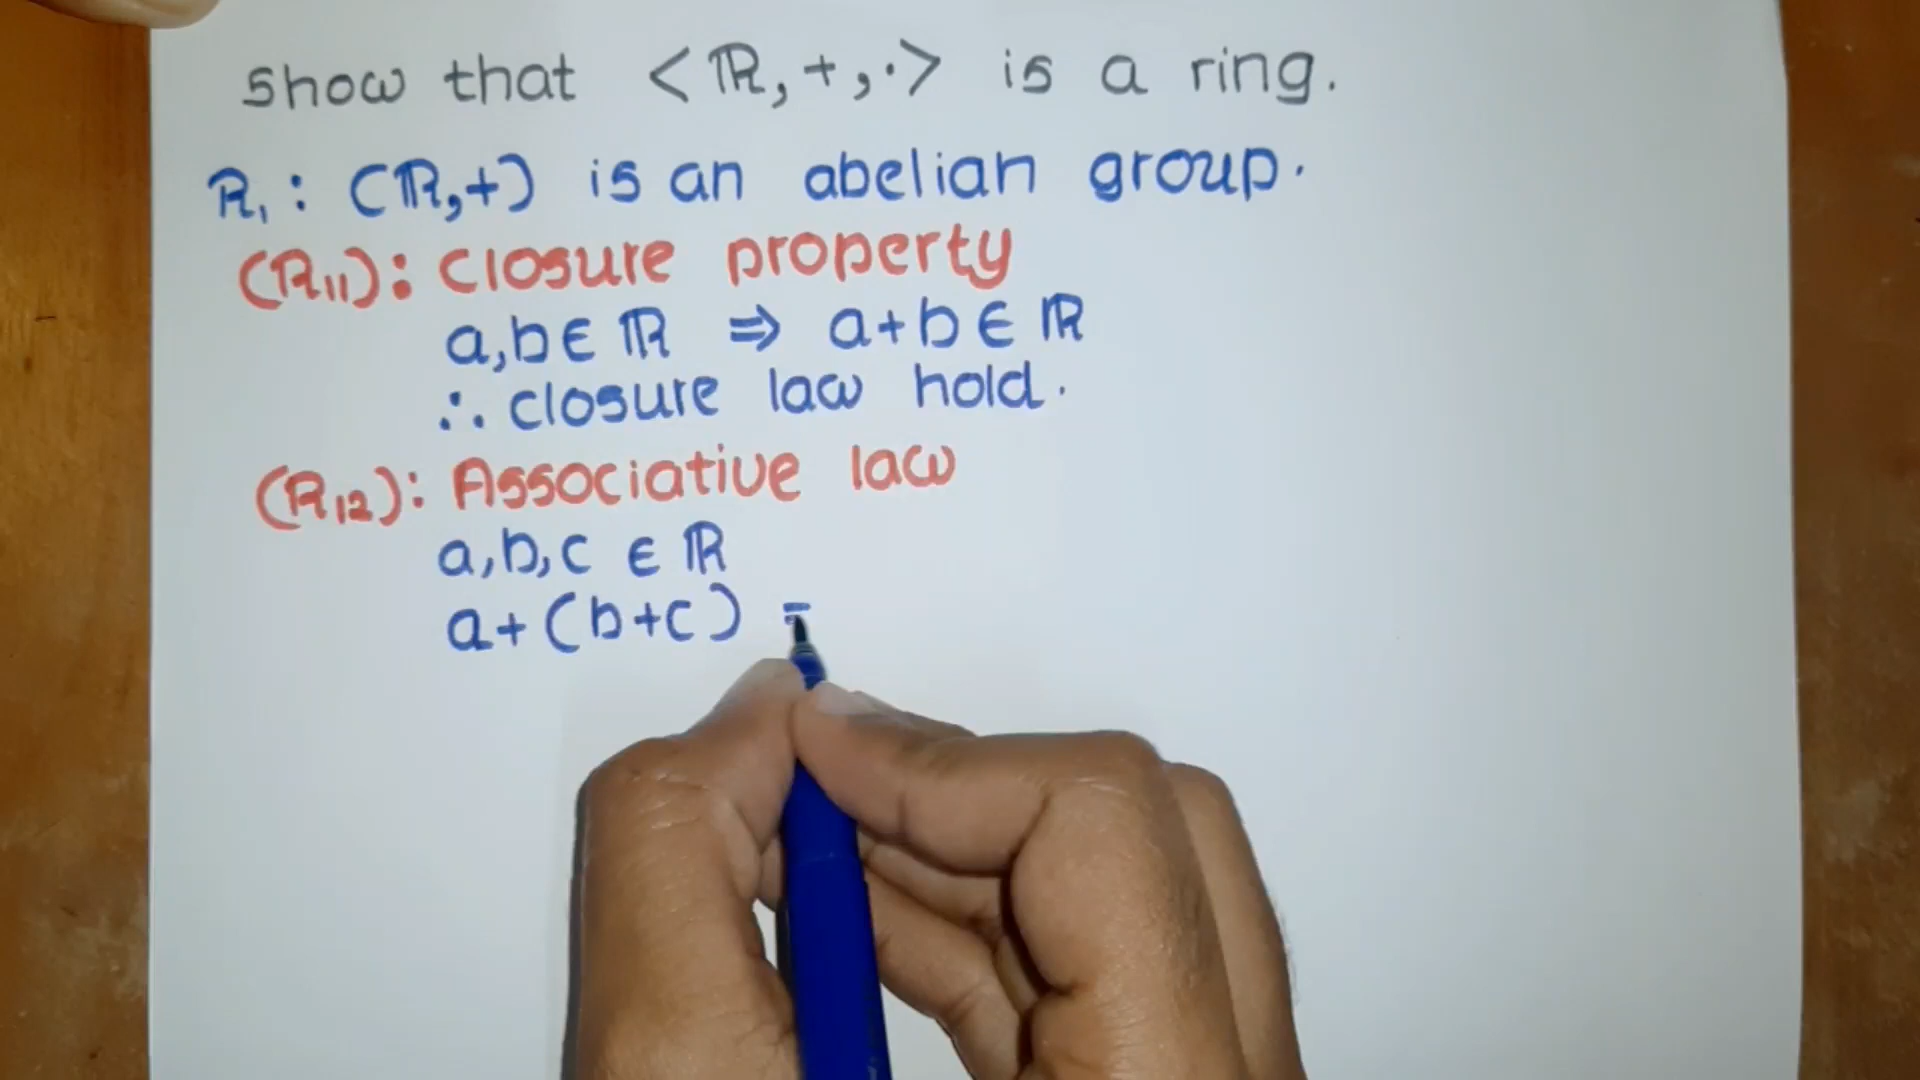 Show that <ℝ, +, ·> is a ring.
R₁ : (ℝ, +) is an abelian group.
(R₁₁): Closure property
a, b ∈ ℝ ⇒ a+b ∈ ℝ
∴ closure law hold.
(R₁₂): Associative law
a, b, c ∈ ℝ
a+(b+c) =